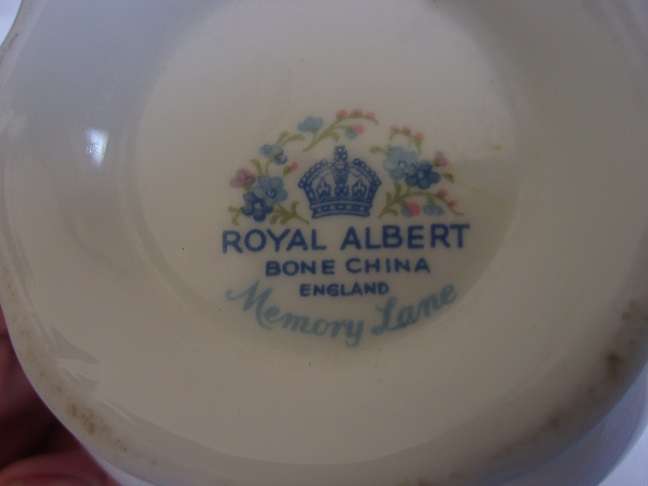 ROYAL ALBERT
BONE CHINA
ENGLAND
Memory Lane